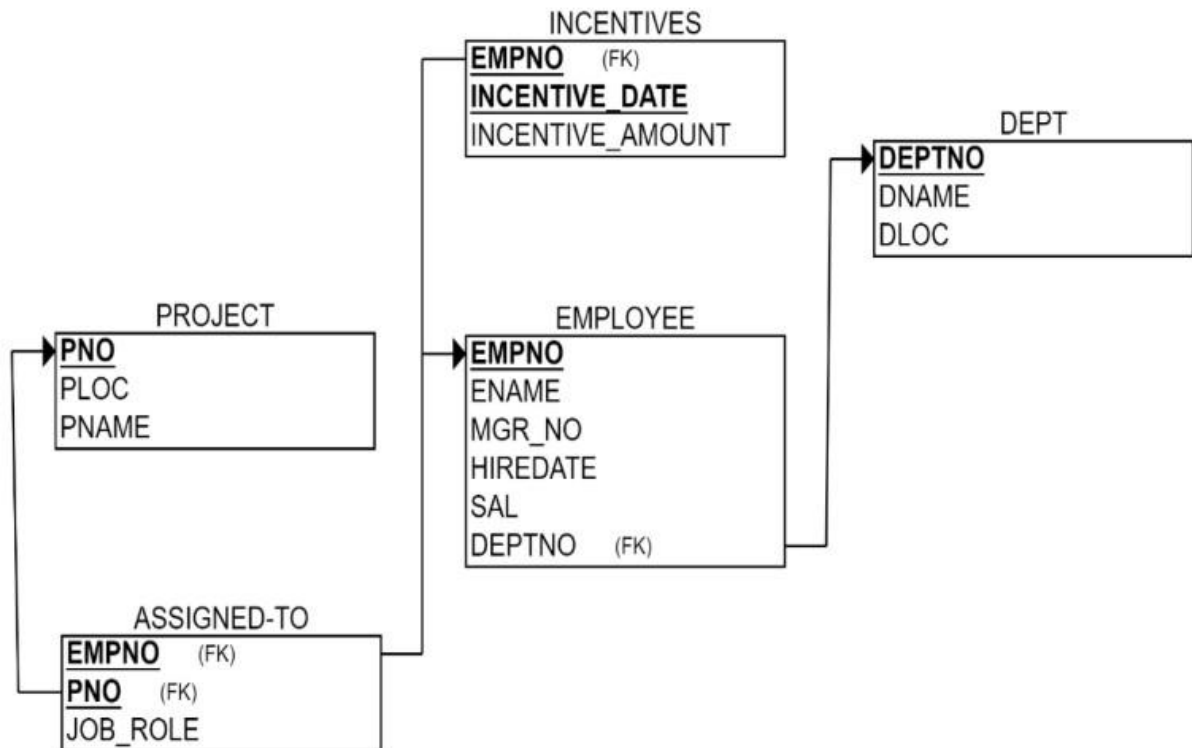 INCENTIVES
EMPNO (FK)
INCENTIVE_DATE
INCENTIVE_AMOUNT
DEPT
DEPTNO
DNAME
DLOC
PROJECT
PNO
PLOC
PNAME
EMPLOYEE
EMPNO
ENAME
MGR_NO
HIREDATE
SAL
DEPTNO (FK)
ASSIGNED-TO
EMPNO (FK)
PNO (FK)
JOB_ROLE